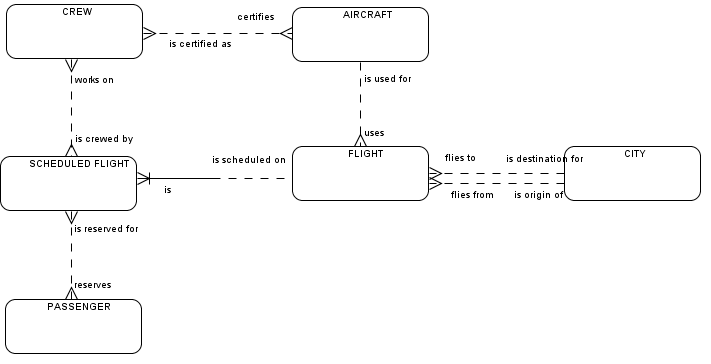 CREW
certifies
AIRCRAFT
is certified as
works on
is used for
is crewed by
uses
SCHEDULED FLIGHT
is scheduled on
FLIGHT
flies to
is destination for
CITY
is
flies from
is origin of
is reserved for
reserves
PASSENGER